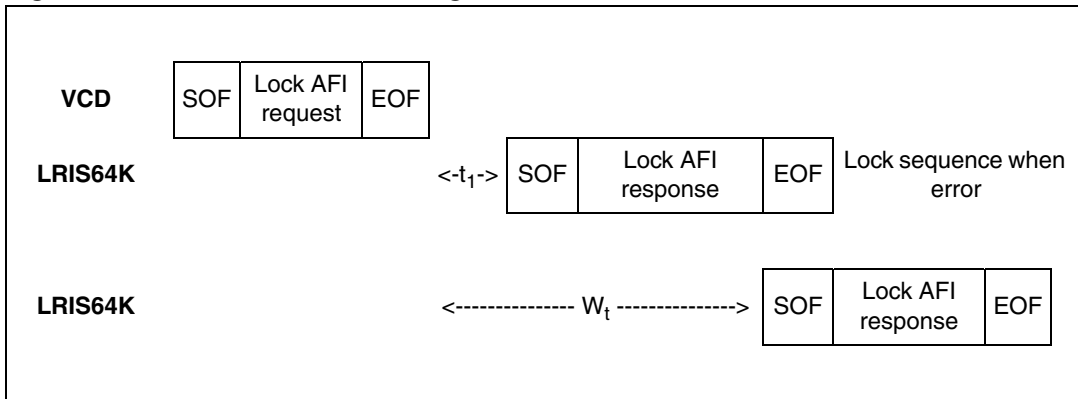 VCD SOF Lock AFI request EOF
LRIS64K <-t1-> SOF Lock AFI response EOF Lock sequence when error
LRIS64K <--------------- Wt ---------------> SOF Lock AFI response EOF